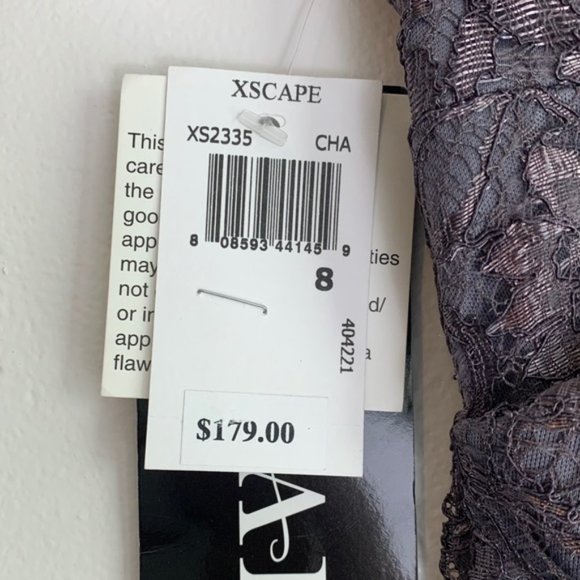 XSCAPE
XS2335 CHA
8 08593 44145 9
8
404221
$179.00
This
care
the
goo
app
may
ties
not
or in
d/
app
flaw
a
A